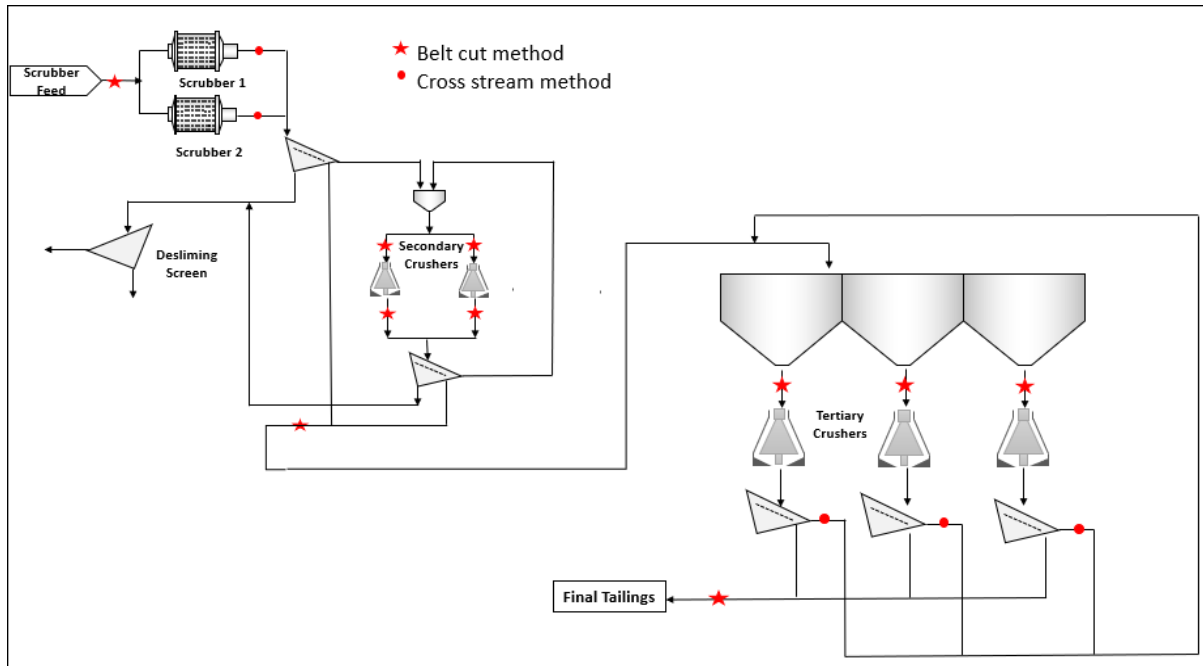 Scrubber
Feed
Scrubber 1
Scrubber 2
Belt cut method
Cross stream method
Desliming
Screen
Secondary
Crushers
Tertiary
Crushers
Final Tailings